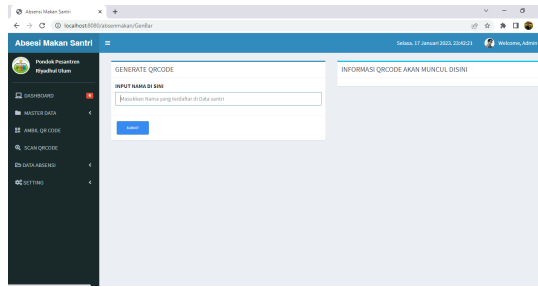 Absensi Makan Santri
localhost:8080/absenmakan/GenBar
Absesi Makan Santri
Selasa, 17 Januari 2023, 23:42:21
Welcome, Admin
Pondok Pesantren
Riyadhul Ulum
DASHBOARD
MASTER DATA
AMBIL QR CODE
SCAN QRCODE
DATA ABSENSI
SETTING
GENERATE QRCODE
INPUT NAMA DI SINI
Masukkan Nama yang terdaftar di Data santri
submit
INFORMASI QRCODE AKAN MUNCUL DISINI